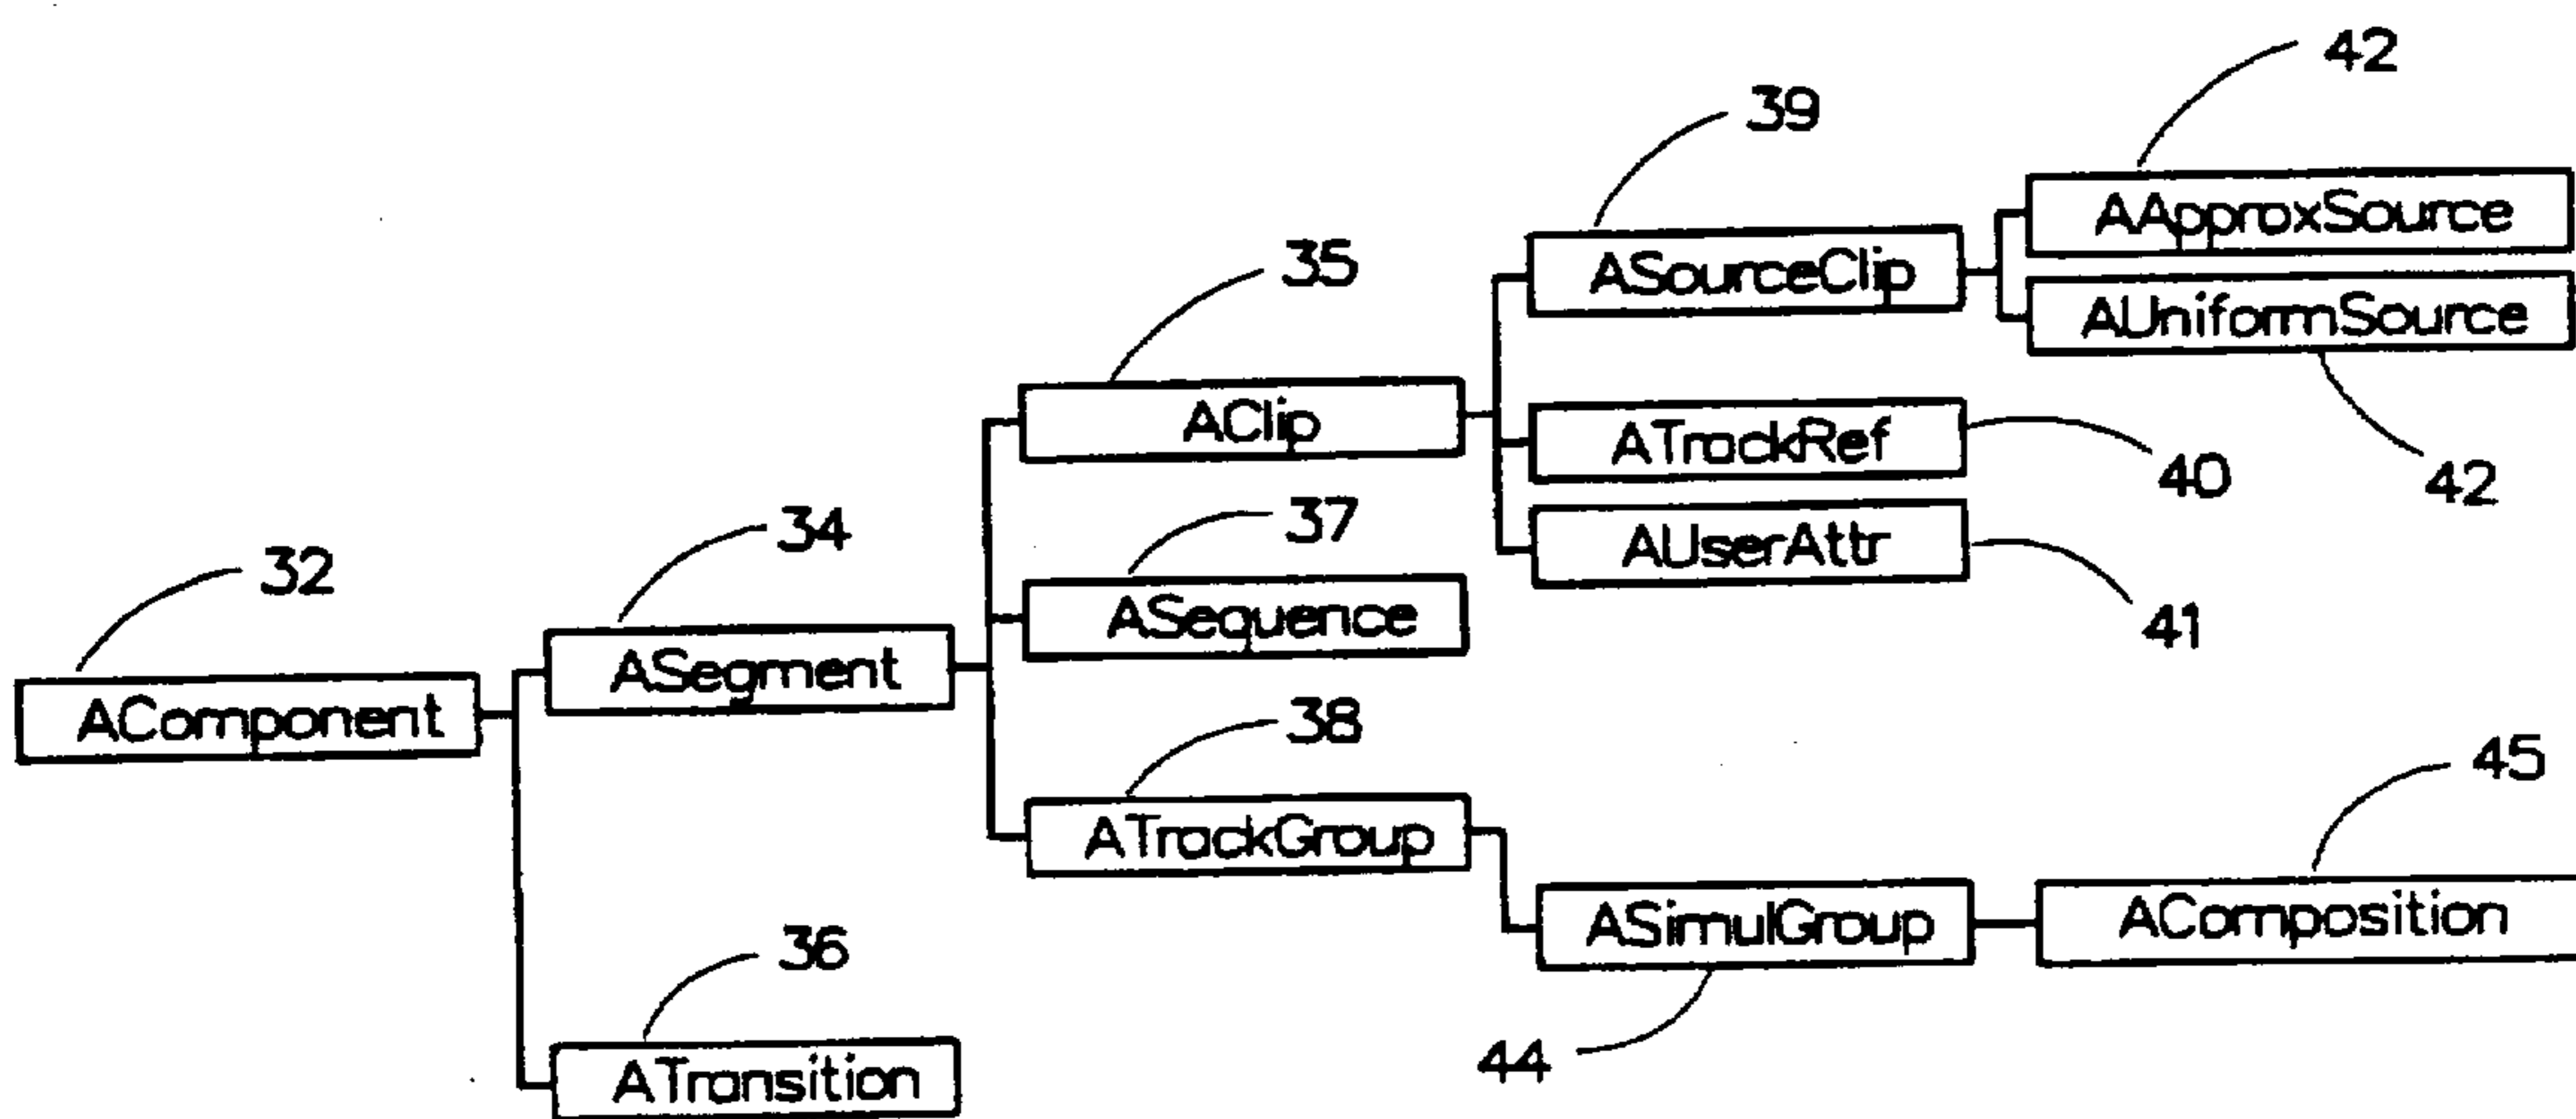 42
39
AApproxSource
35
ASourceClip
AUniformSource
AClip
ATrackRef
40
42
34
37
AUserAttr
32
ASequence
41
ASegment
AComponent
38
45
ATrackGroup
36
ASimulGroup
AComposition
44
ATransition